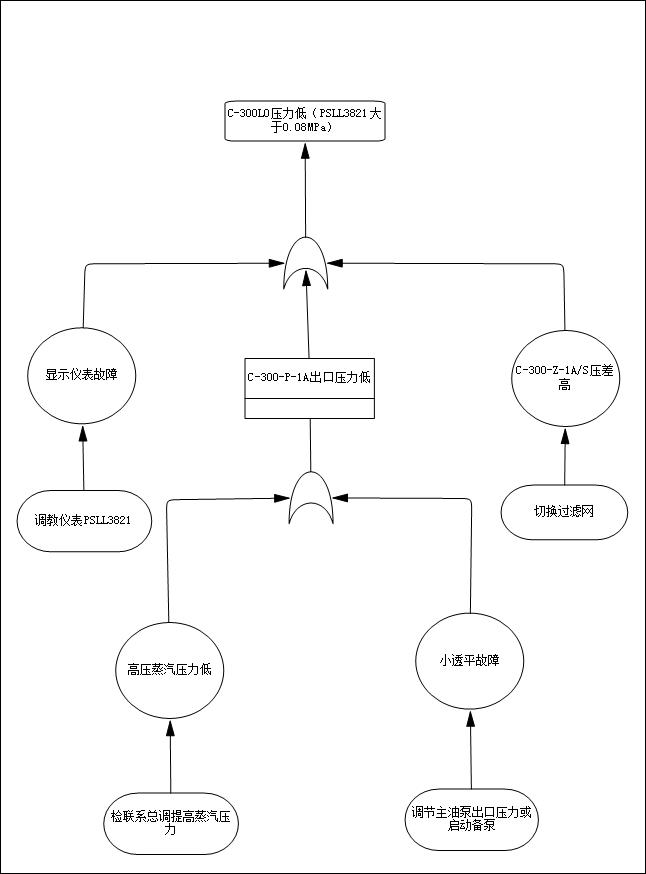 C-300LO压力低（PSLL3821大
于0.08MPa）
显示仪表故障
C-300-P-1A出口压力低
C-300-Z-1A/S压差
高
调教仪表PSLL3821
切换过滤网
高压蒸汽压力低
小透平故障
检联系总调提高蒸汽压
力
调节主油泵出口压力或
启动备泵